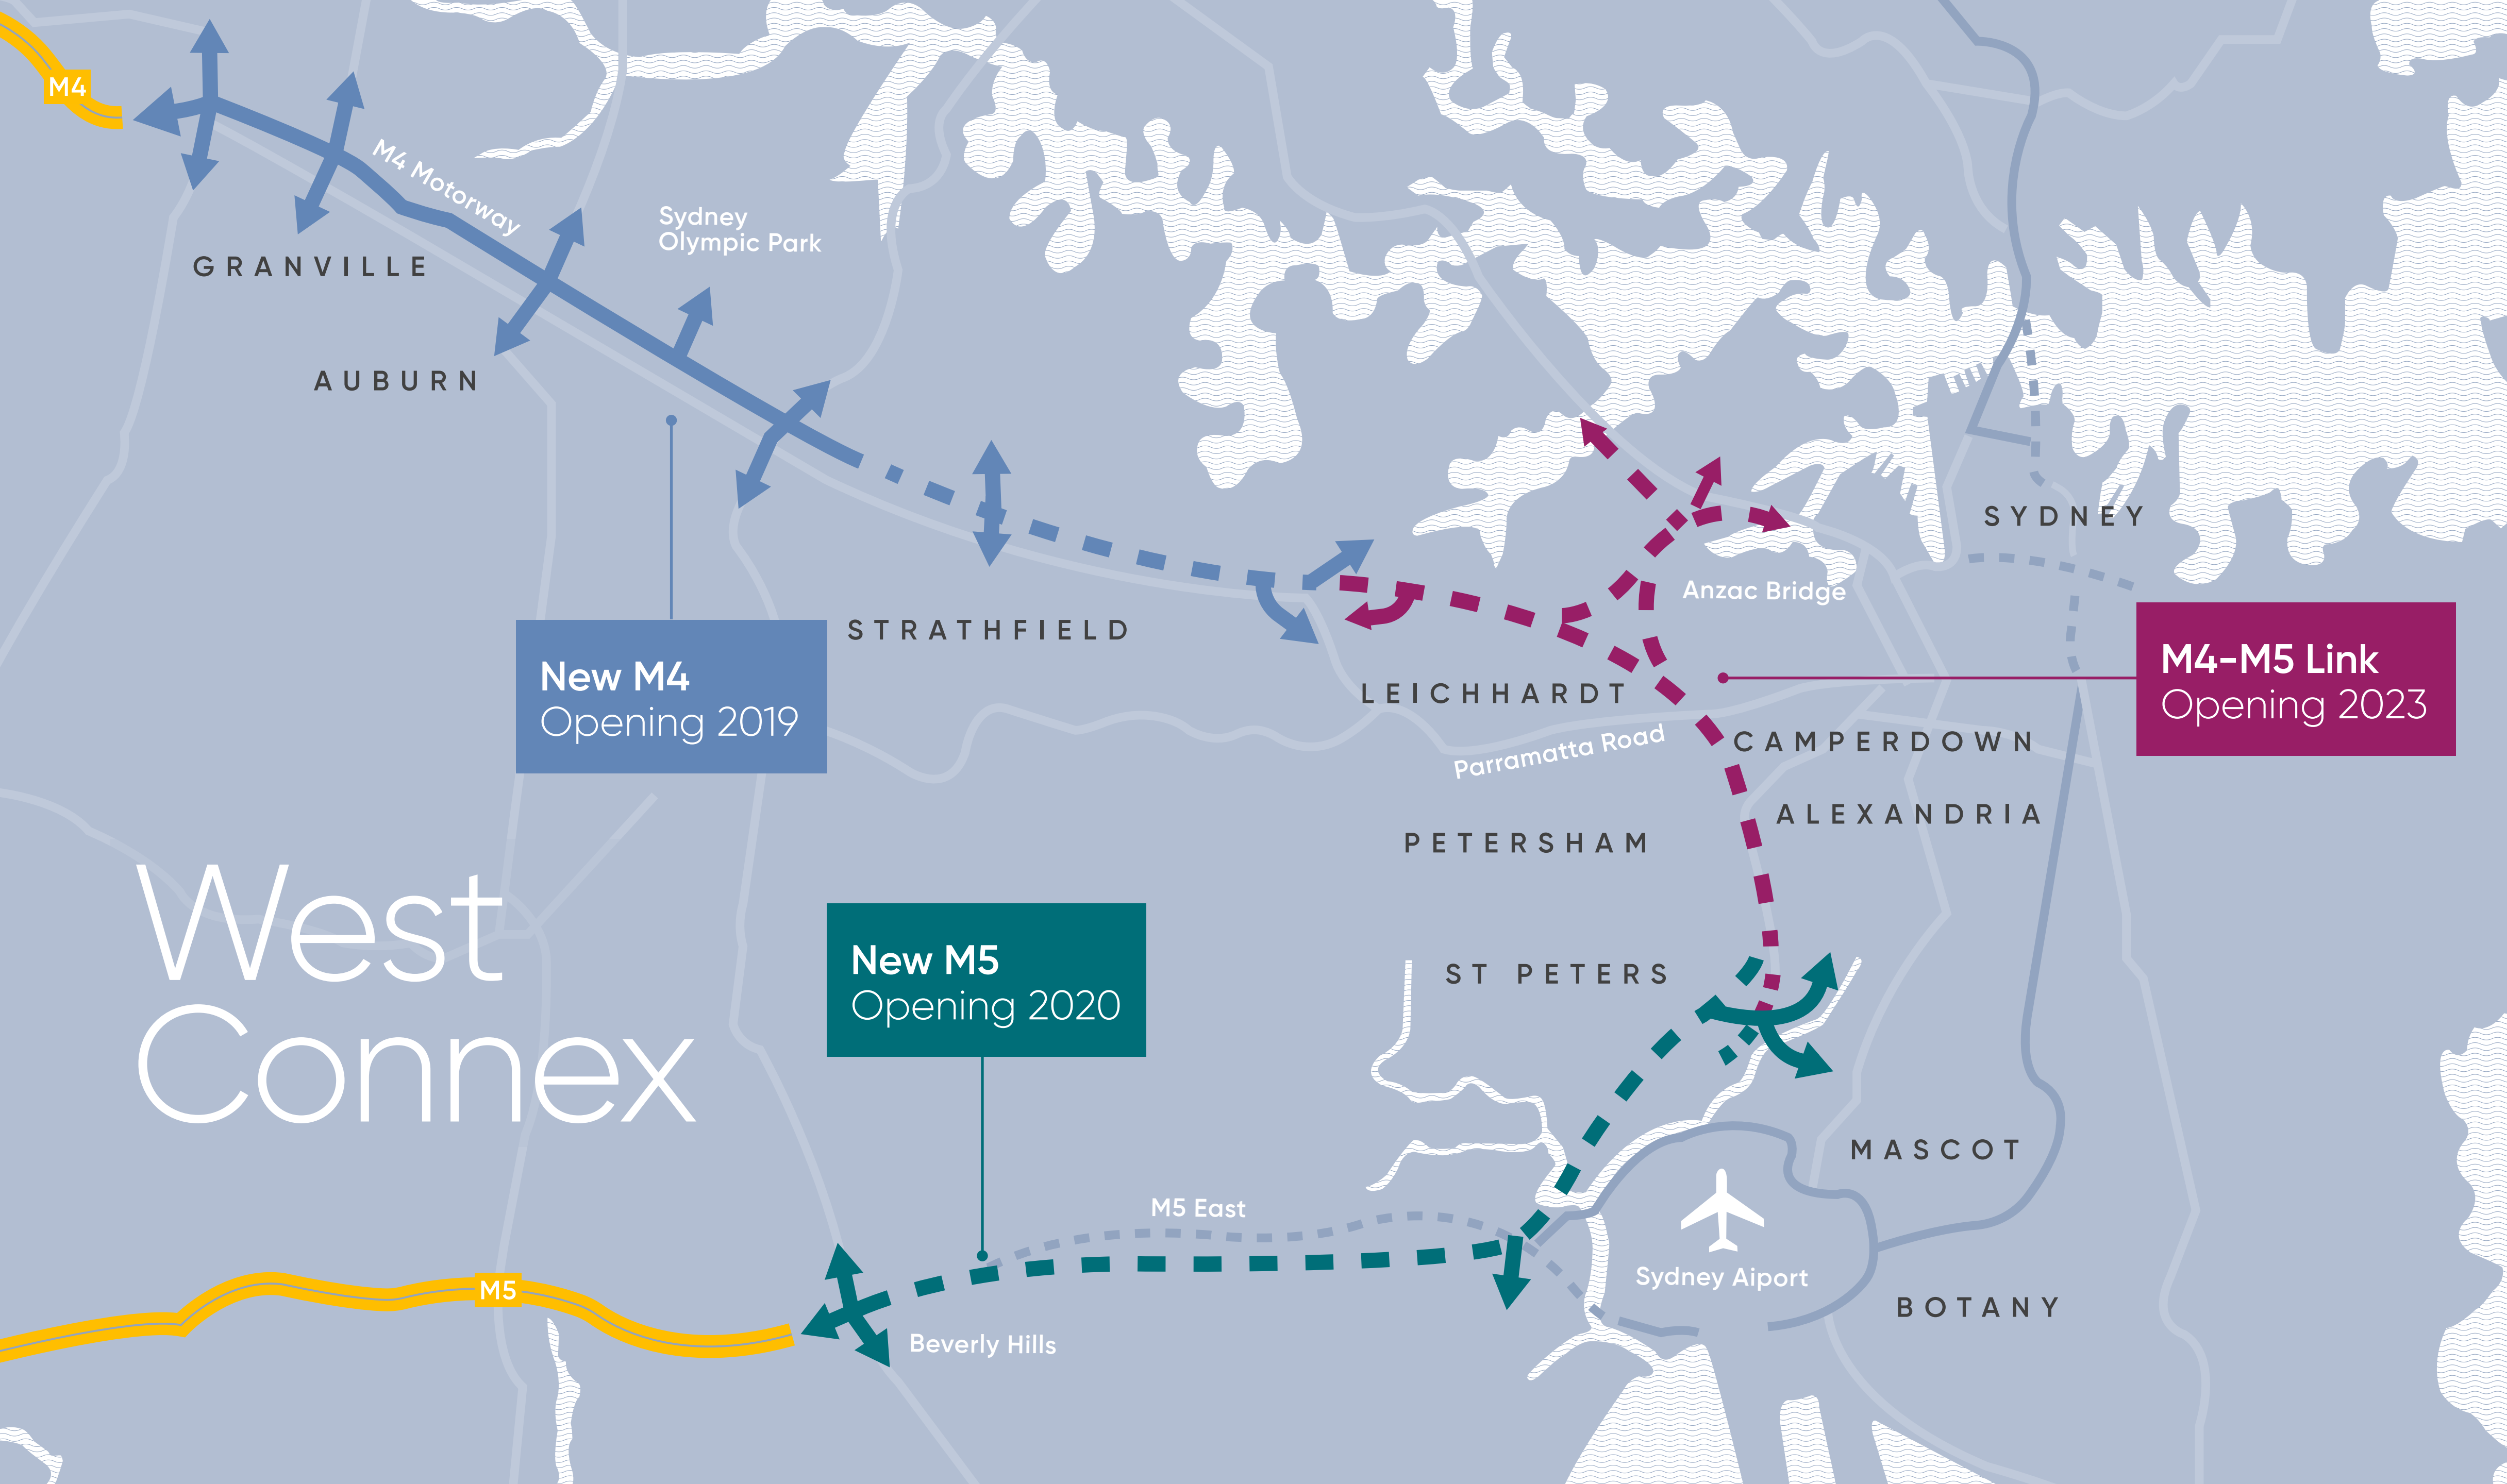 M4
M4 Motorway
Sydney
Olympic Park
GRANVILLE
AUBURN
SYDNEY
Anzac Bridge
STRATHFIELD
New M4
Opening 2019
M4-M5 Link
Opening 2023
LEICHHARDT
Parramatta Road
CAMPERDOWN
ALEXANDRIA
PETERSHAM
West
Connex
New M5
Opening 2020
ST PETERS
MASCOT
M5 East
M5
Sydney Aiport
BOTANY
Beverly Hills